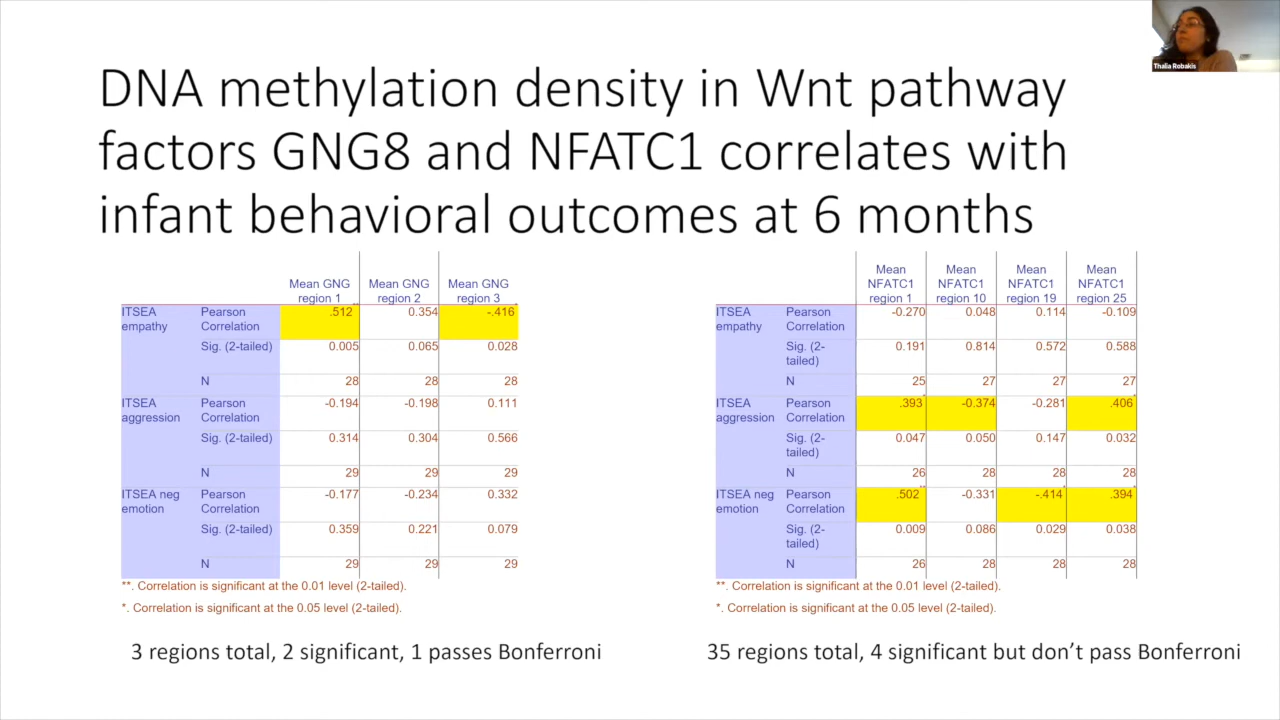 Thalia Robakis
DNA methylation density in Wnt pathway
factors GNG8 and NFATC1 correlates with
infant behavioral outcomes at 6 months
Mean GNG region 1 Mean GNG region 2 Mean GNG region 3
ITSEA empathy Pearson Correlation .512** 0.354 -.416*
Sig. (2-tailed) 0.005 0.065 0.028
N 28 28 28
ITSEA aggression Pearson Correlation -0.194 -0.198 0.111
Sig. (2-tailed) 0.314 0.304 0.566
N 29 29 29
ITSEA neg emotion Pearson Correlation -0.177 -0.234 0.332
Sig. (2-tailed) 0.359 0.221 0.079
N 29 29 29
**. Correlation is significant at the 0.01 level (2-tailed).
*. Correlation is significant at the 0.05 level (2-tailed).
3 regions total, 2 significant, 1 passes Bonferroni
Mean NFATC1 region 1 Mean NFATC1 region 10 Mean NFATC1 region 19 Mean NFATC1 region 25
ITSEA empathy Pearson Correlation -0.270 0.048 0.114 -0.109
Sig. (2-tailed) 0.191 0.814 0.572 0.588
N 25 27 27 27
ITSEA aggression Pearson Correlation .393* -0.374 -0.281 .406*
Sig. (2-tailed) 0.047 0.050 0.147 0.032
N 26 28 28 28
ITSEA neg emotion Pearson Correlation .502** -0.331 -.414* .394*
Sig. (2-tailed) 0.009 0.086 0.029 0.038
N 26 28 28 28
**. Correlation is significant at the 0.01 level (2-tailed).
*. Correlation is significant at the 0.05 level (2-tailed).
35 regions total, 4 significant but don’t pass Bonferroni